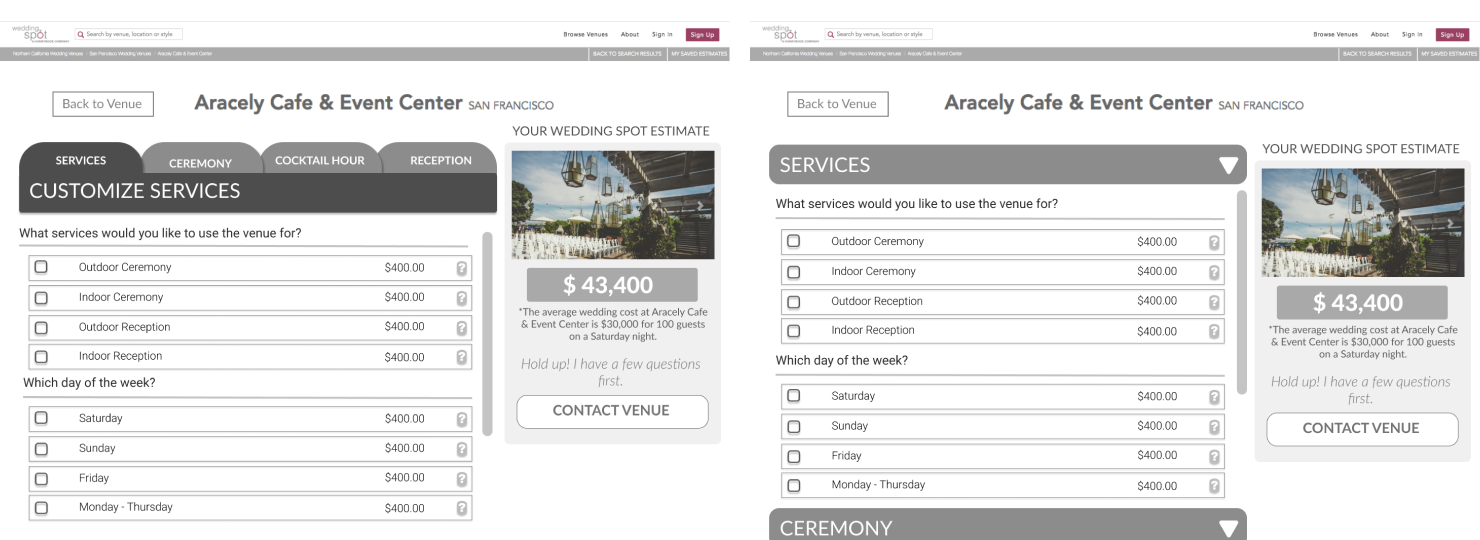 wedding
spot
Search by venue, location or style
Browse Venues About Sign In Sign Up
Northern California Wedding Venues / San Francisco Wedding Venues / Aracely Cafe & Event Center
BACK TO SEARCH RESULTS MY SAVED ESTIMATES
Back to Venue
Aracely Cafe & Event Center SAN FRANCISCO
SERVICES CEREMONY COCKTAIL HOUR RECEPTION
CUSTOMIZE SERVICES
What services would you like to use the venue for?
Outdoor Ceremony $400.00 ?
Indoor Ceremony $400.00 ?
Outdoor Reception $400.00 ?
Indoor Reception $400.00 ?
Which day of the week?
Saturday $400.00 ?
Sunday $400.00 ?
Friday $400.00 ?
Monday - Thursday $400.00 ?
YOUR WEDDING SPOT ESTIMATE
$ 43,400
*The average wedding cost at Aracely Cafe
& Event Center is $30,000 for 100 guests
on a Saturday night.
Hold up! I have a few questions
first.
CONTACT VENUE
wedding
spot
Search by venue, location or style
Browse Venues About Sign In Sign Up
Northern California Wedding Venues / San Francisco Wedding Venues / Aracely Cafe & Event Center
BACK TO SEARCH RESULTS MY SAVED ESTIMATES
Back to Venue
Aracely Cafe & Event Center SAN FRANCISCO
SERVICES
What services would you like to use the venue for?
Outdoor Ceremony $400.00 ?
Indoor Ceremony $400.00 ?
Outdoor Reception $400.00 ?
Indoor Reception $400.00 ?
Which day of the week?
Saturday $400.00 ?
Sunday $400.00 ?
Friday $400.00 ?
Monday - Thursday $400.00 ?
CEREMONY
YOUR WEDDING SPOT ESTIMATE
$ 43,400
*The average wedding cost at Aracely Cafe
& Event Center is $30,000 for 100 guests
on a Saturday night.
Hold up! I have a few questions
first.
CONTACT VENUE